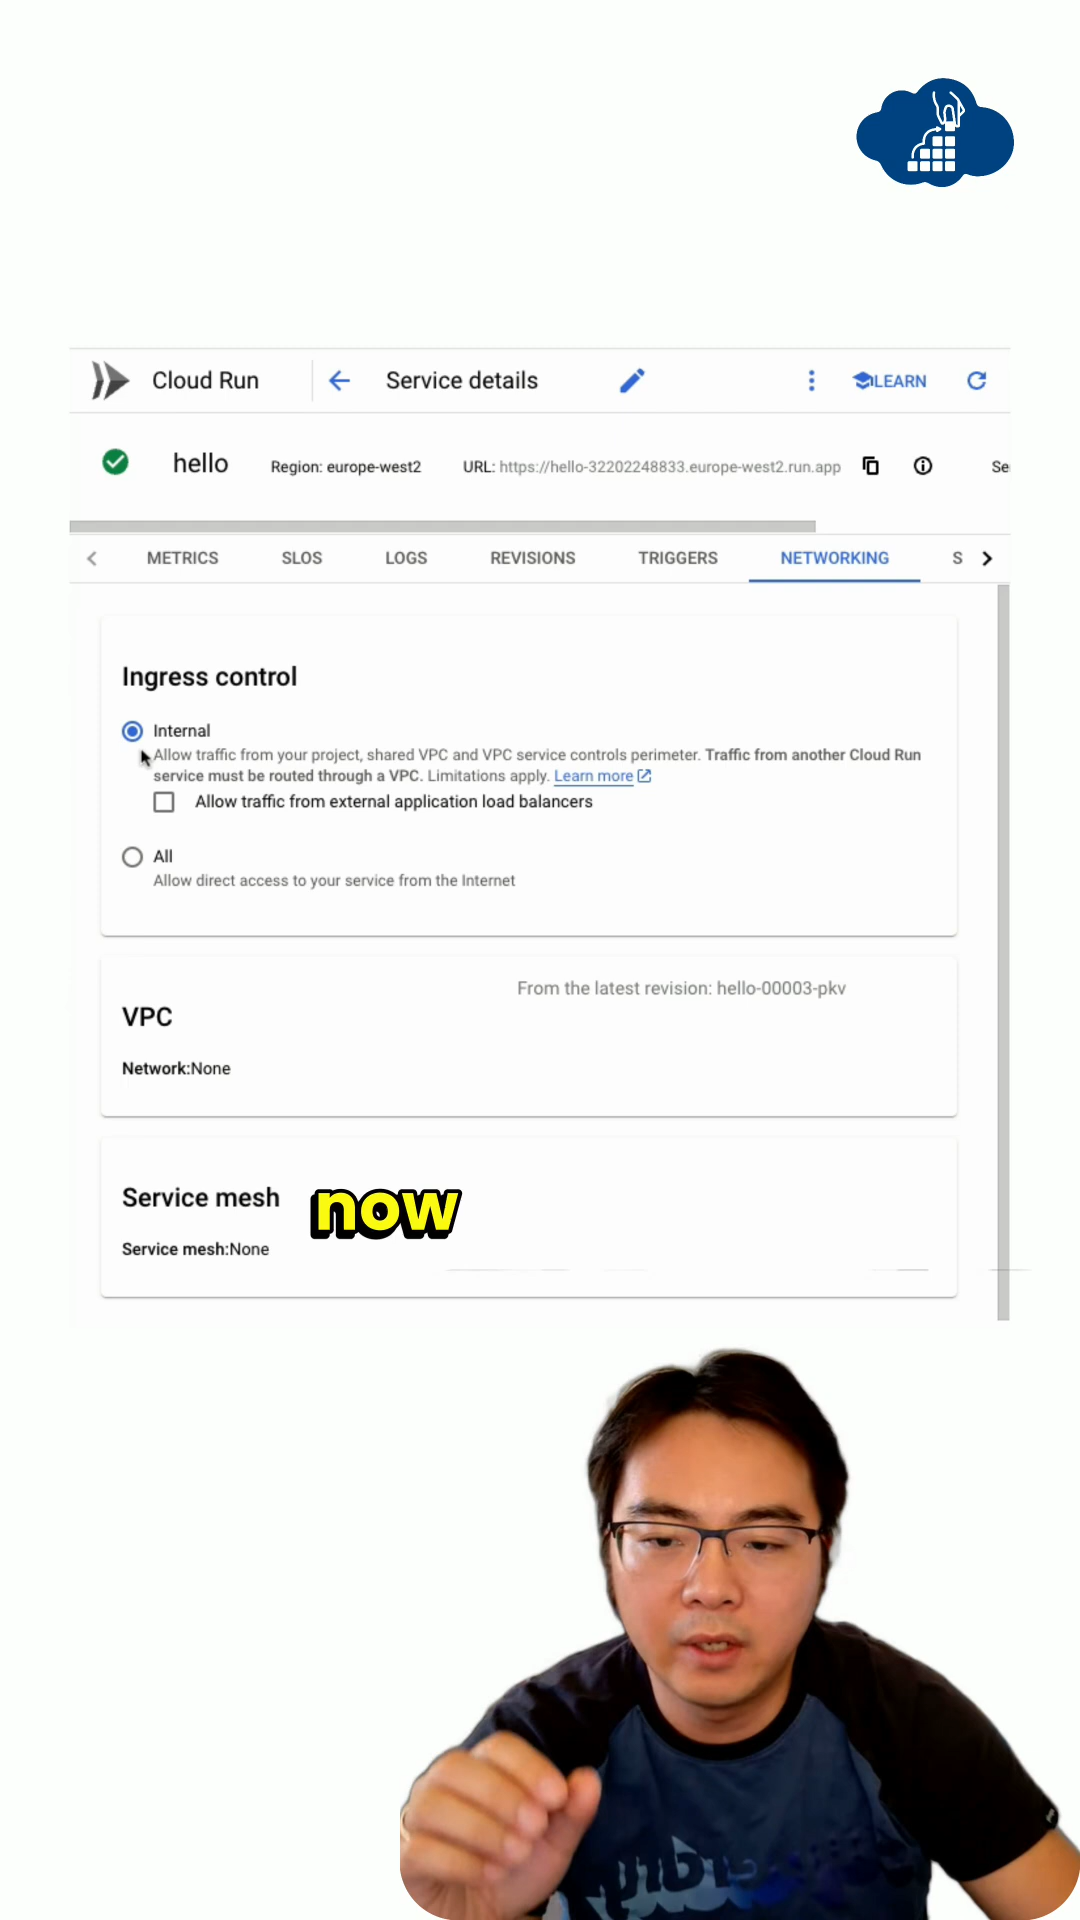 Cloud Run
Service details
LEARN
hello
Region: europe-west2
URL: https://hello-32202248833.europe-west2.run.app
Se
METRICS
SLOS
LOGS
REVISIONS
TRIGGERS
NETWORKING
S
Ingress control
Internal
Allow traffic from your project, shared VPC and VPC service controls perimeter. Traffic from another Cloud Run
service must be routed through a VPC. Limitations apply. Learn more
Allow traffic from external application load balancers
All
Allow direct access to your service from the Internet
From the latest revision: hello-00003-pkv
VPC
Network:None
Service mesh
now
Service mesh:None